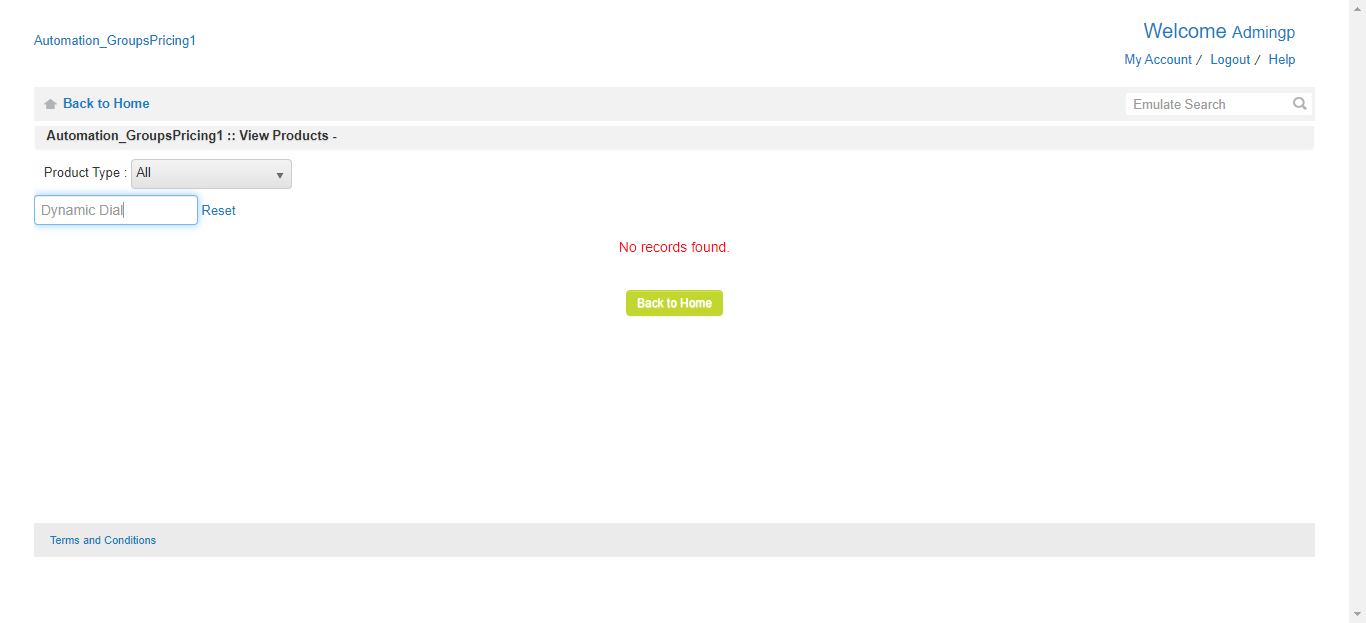 Automation_GroupsPricing1
Welcome Admingp
My Account / Logout / Help
Back to Home
Emulate Search
Automation_GroupsPricing1 :: View Products -
Product Type : All
Dynamic Dial Reset
No records found.
Back to Home
Terms and Conditions